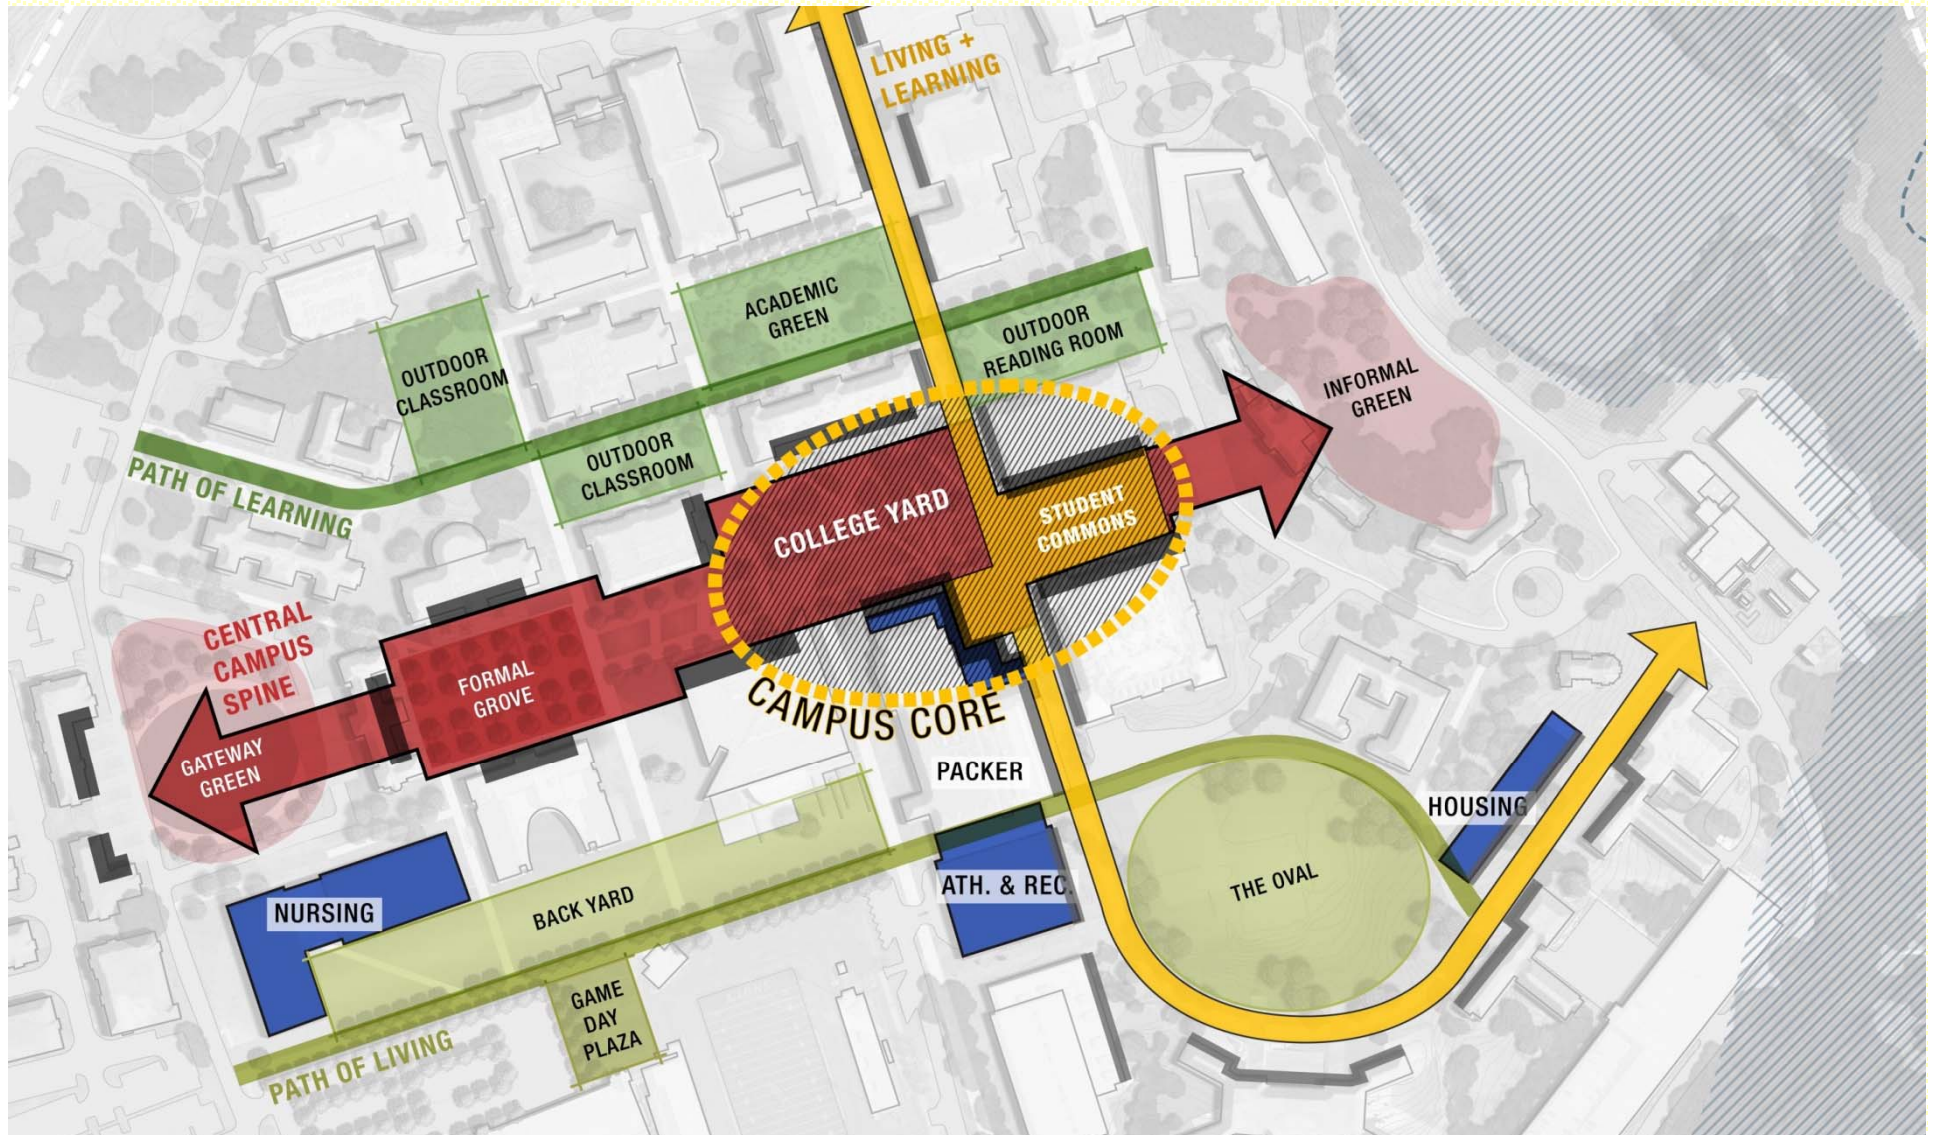 LIVING +
LEARNING
ACADEMIC
GREEN
OUTDOOR
READING ROOM
OUTDOOR
CLASSROOM
INFORMAL
GREEN
OUTDOOR
CLASSROOM
PATH OF LEARNING
COLLEGE YARD
STUDENT
COMMONS
CENTRAL
CAMPUS
SPINE
FORMAL
GROVE
GATEWAY
GREEN
CAMPUS CORE
PACKER
HOUSING
ATH. & REC.
THE OVAL
NURSING
BACK YARD
GAME
DAY
PLAZA
PATH OF LIVING